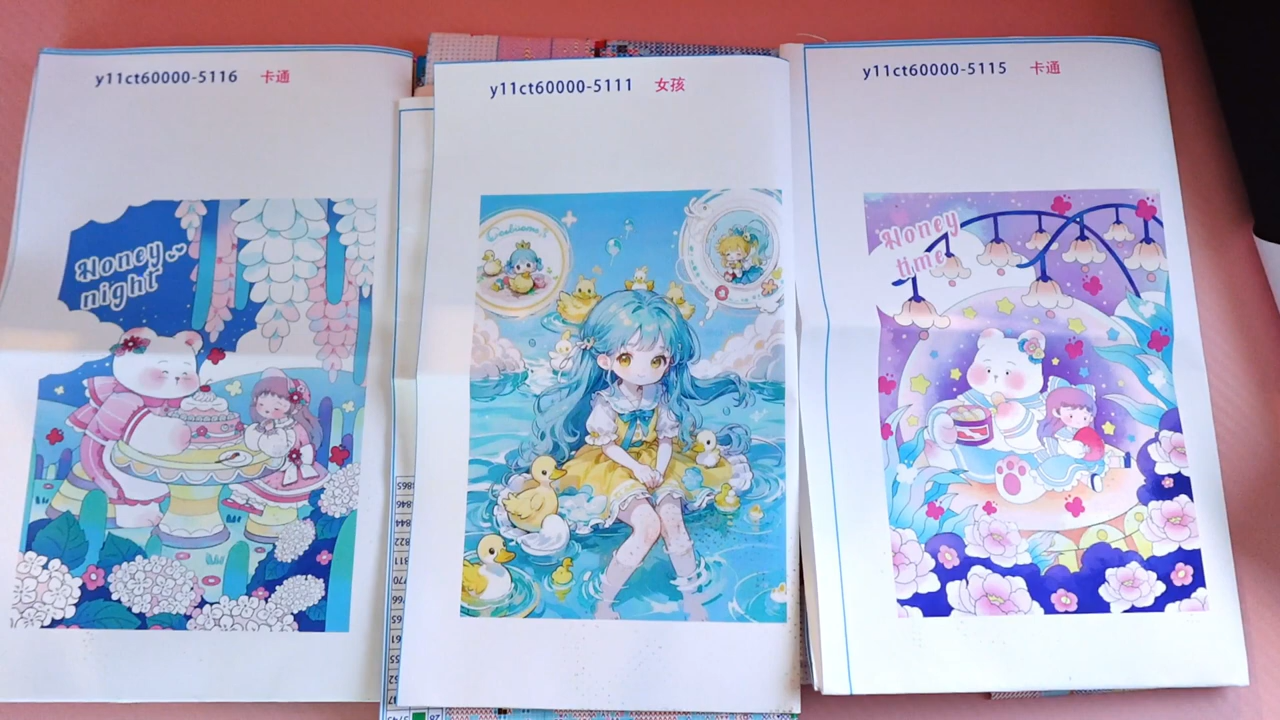 y11ct60000-5116 卡通
Honey
night
y11ct60000-5111 女孩
y11ct60000-5115 卡通
Honey
time